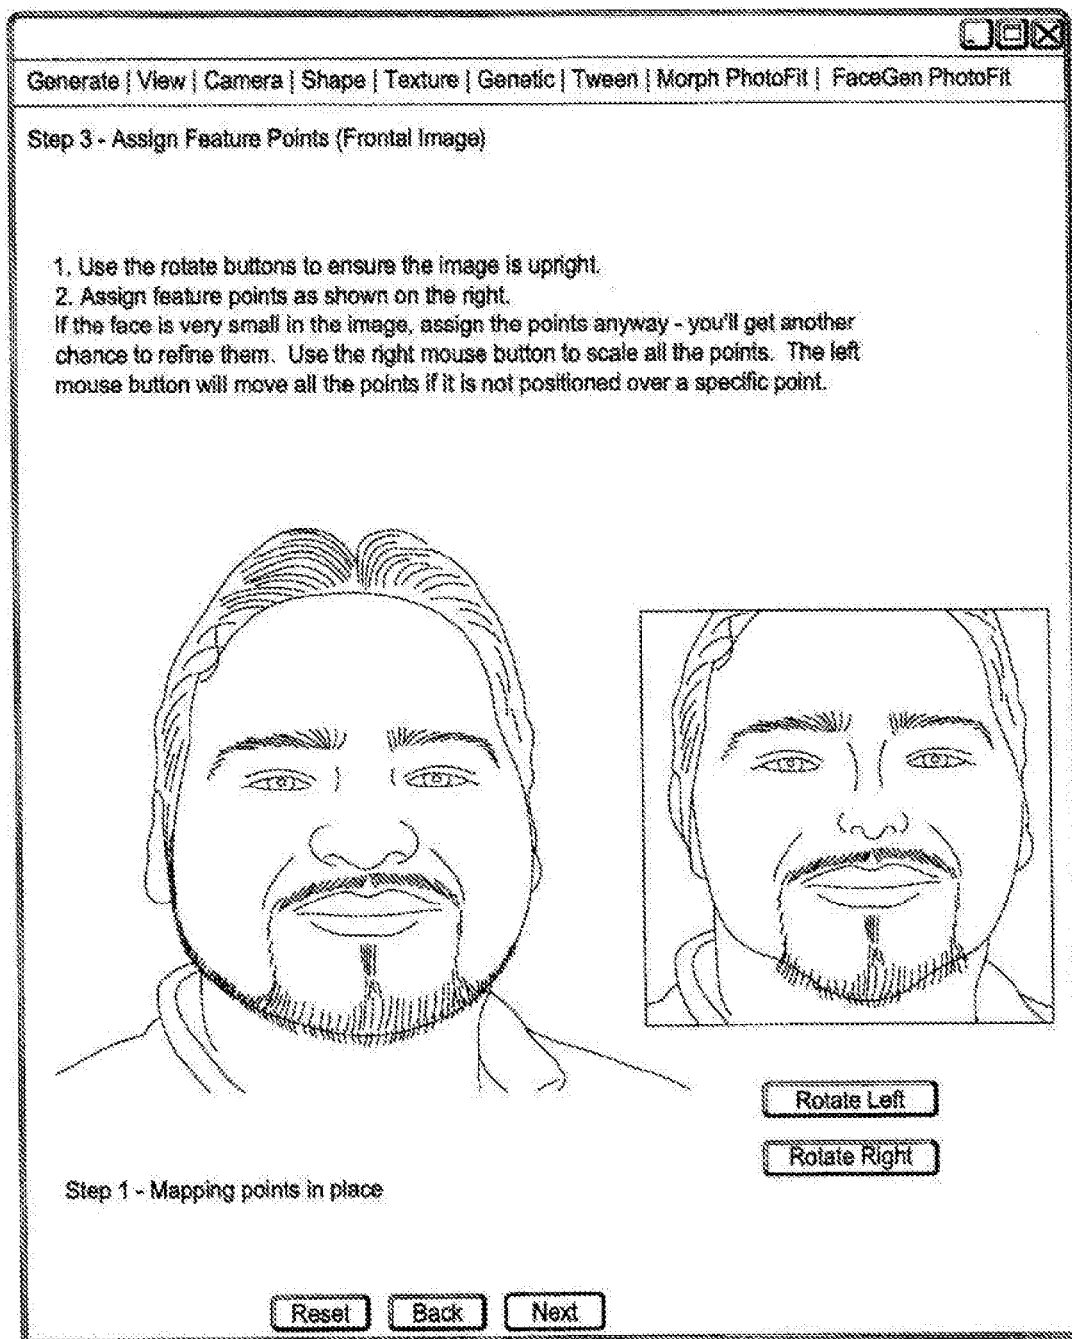 Generate | View | Camera | Shape | Texture | Genetic | Tween | Morph PhotoFit | FaceGen PhotoFit
Step 3 - Assign Feature Points (Frontal Image)
1. Use the rotate buttons to ensure the image is upright.
2. Assign feature points as shown on the right.
If the face is very small in the image, assign the points anyway - you'll get another
chance to refine them. Use the right mouse button to scale all the points. The left
mouse button will move all the points if it is not positioned over a specific point.
Rotate Left
Rotate Right
Step 1 - Mapping points in place
Reset Back Next